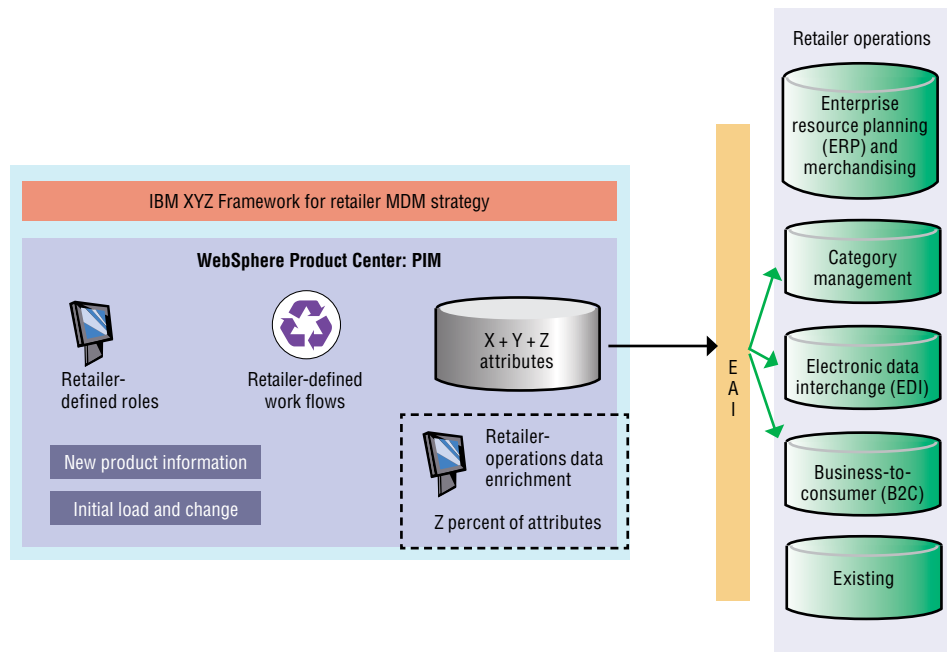 IBM XYZ Framework for retailer MDM strategy
WebSphere Product Center: PIM
Retailer-
defined roles
Retailer-defined
work flows
X + Y + Z
attributes
New product information
Initial load and change
Retailer-
operations data
enrichment
Z percent of attributes
E
A
I
Retailer operations
Enterprise
resource planning
(ERP) and
merchandising
Category
management
Electronic data
interchange (EDI)
Business-to-
consumer (B2C)
Existing